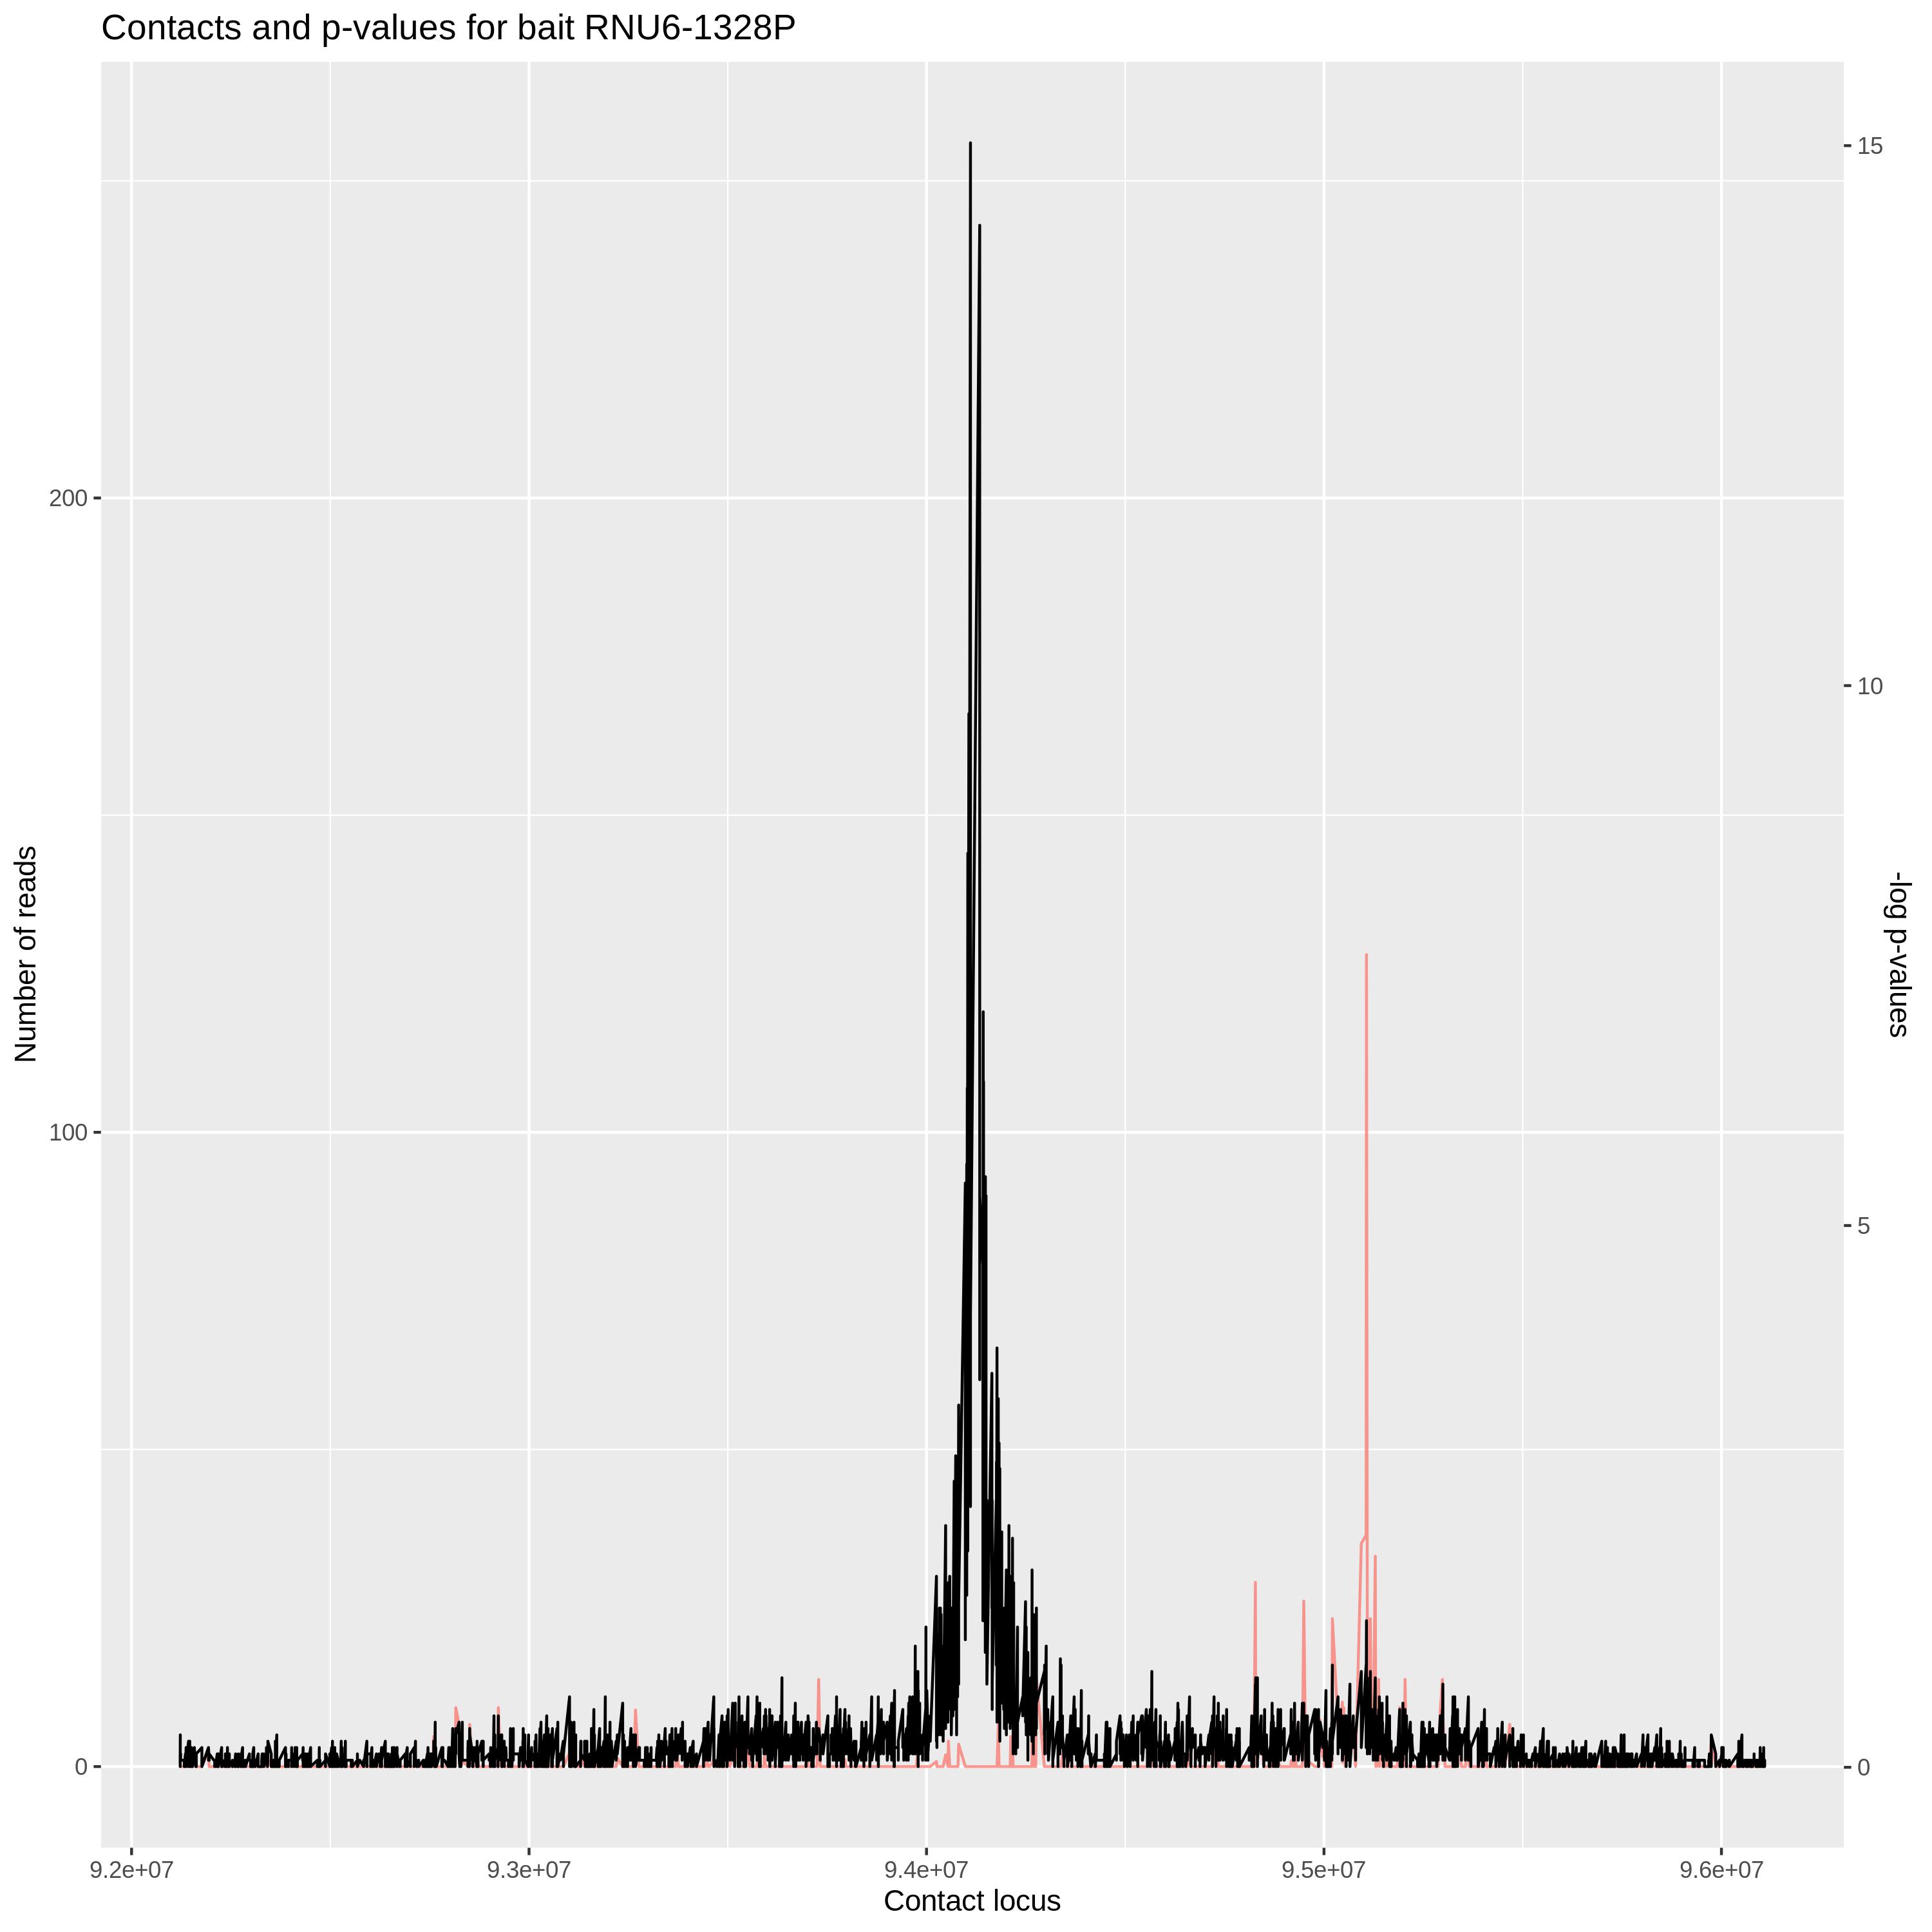 Contacts and p-values for bait RNU6-1328P
15
200
10
Number of reads
-log p-values
100
5
0
0
9.2e+07
9.3e+07
9.4e+07
9.5e+07
9.6e+07
Contact locus